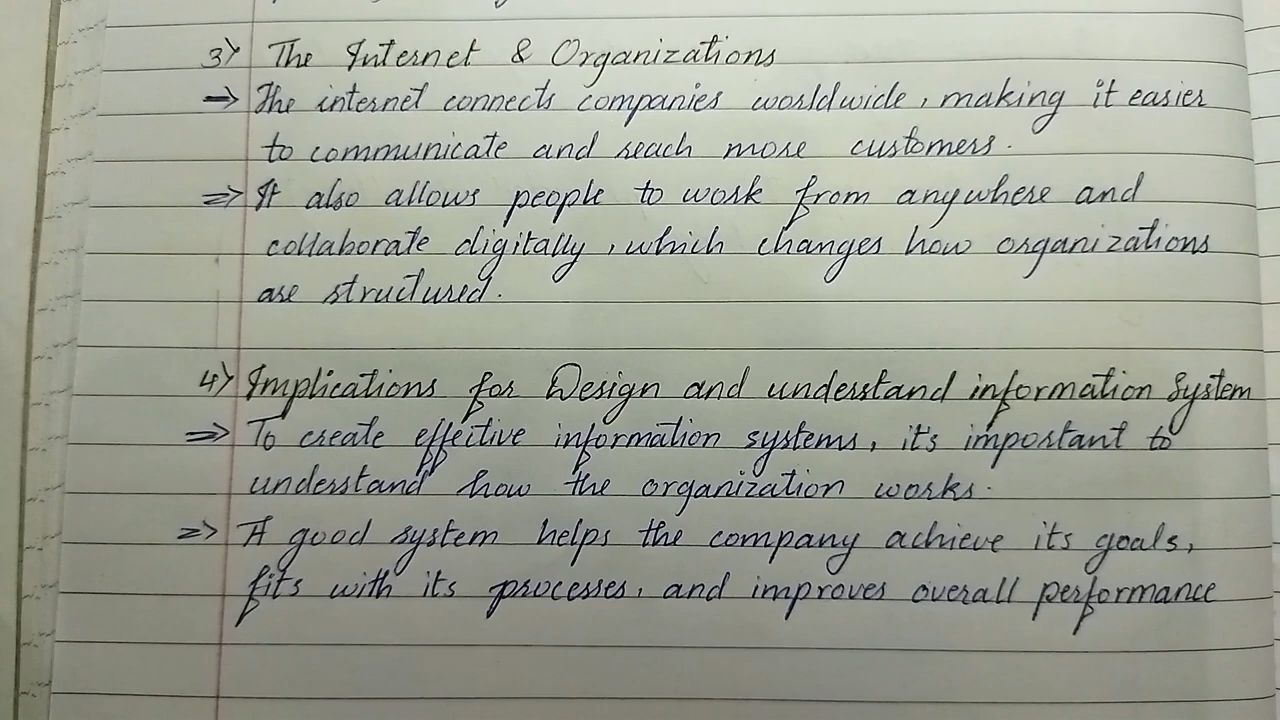 3) The Internet & Organizations
→ The internet connects companies worldwide, making it easier
to communicate and reach more customers.
⇒ It also allows people to work from anywhere and
collaborate digitally, which changes how organizations
are structured.
4) Implications for Design and understand information System
⇒ To create effective information systems, it's important to
understand how the organization works.
⇒ A good system helps the company achieve its goals,
fits with its processes, and improves overall performance